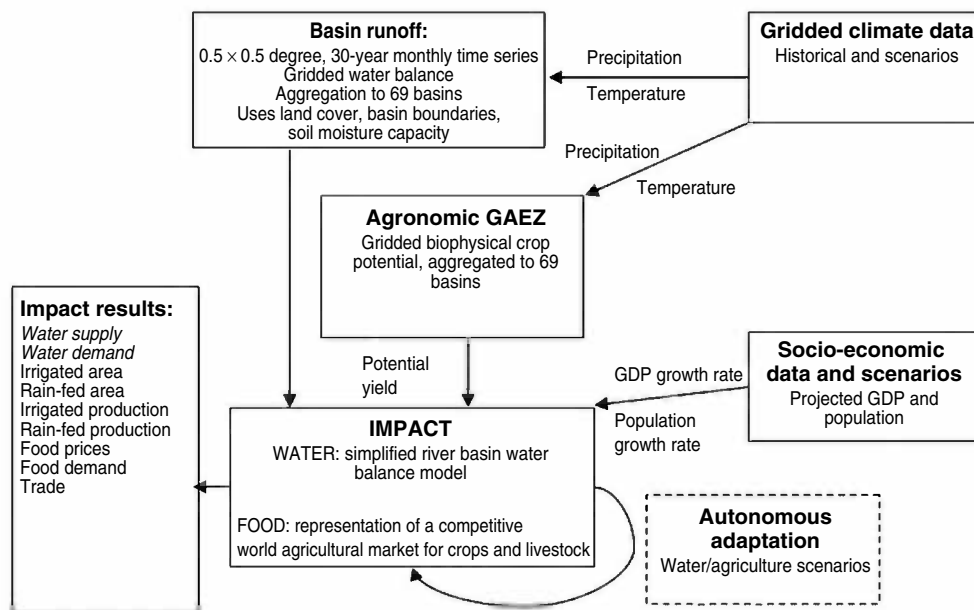 Basin runoff:
0.5 × 0.5 degree, 30-year monthly time series
Gridded water balance
Aggregation to 69 basins
Uses land cover, basin boundaries,
soil moisture capacity
Precipitation
Temperature
Gridded climate data
Historical and scenarios
Precipitation
Temperature
Agronomic GAEZ
Gridded biophysical crop
potential, aggregated to 69
basins
Impact results:
Water supply
Water demand
Irrigated area
Rain-fed area
Irrigated production
Rain-fed production
Food prices
Food demand
Trade
Potential
yield
GDP growth rate
Population
growth rate
Socio-economic
data and scenarios
Projected GDP and
population
IMPACT
WATER: simplified river basin water
balance model
FOOD: representation of a competitive
world agricultural market for crops and livestock
Autonomous
adaptation
Water/agriculture scenarios